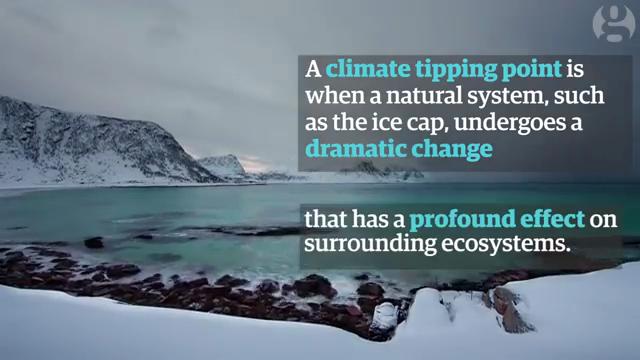 A climate tipping point is
when a natural system, such
as the ice cap, undergoes a
dramatic change
that has a profound effect on
surrounding ecosystems.